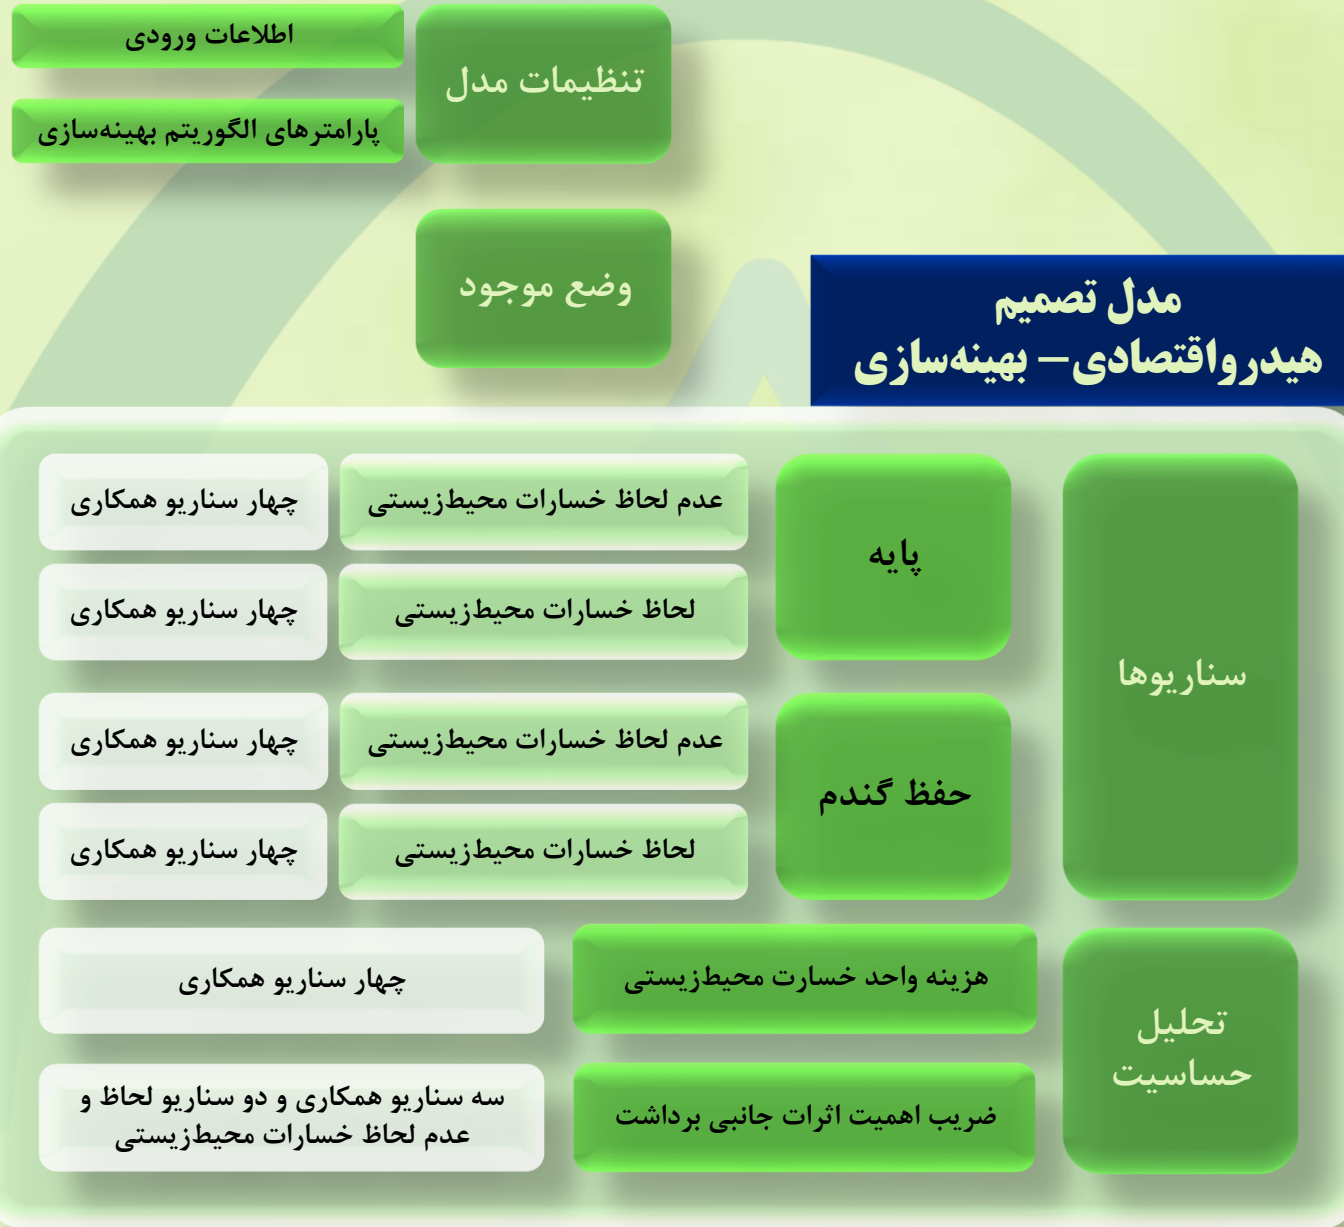 تنظیمات مدل
اطلاعات ورودی
پارامترهای الگوریتم بهینه‌سازی
وضع موجود
مدل تصمیم
هیدرواقتصادی– بهینه‌سازی
سناریوها
پایه
عدم لحاظ خسارات محیط‌زیستی
چهار سناریو همکاری
لحاظ خسارات محیط‌زیستی
چهار سناریو همکاری
حفظ گندم
عدم لحاظ خسارات محیط‌زیستی
چهار سناریو همکاری
لحاظ خسارات محیط‌زیستی
چهار سناریو همکاری
تحلیل
حساسیت
هزینه واحد خسارت محیط‌زیستی
چهار سناریو همکاری
ضریب اهمیت اثرات جانبی برداشت
سه سناریو همکاری و دو سناریو لحاظ و
عدم لحاظ خسارات محیط‌زیستی